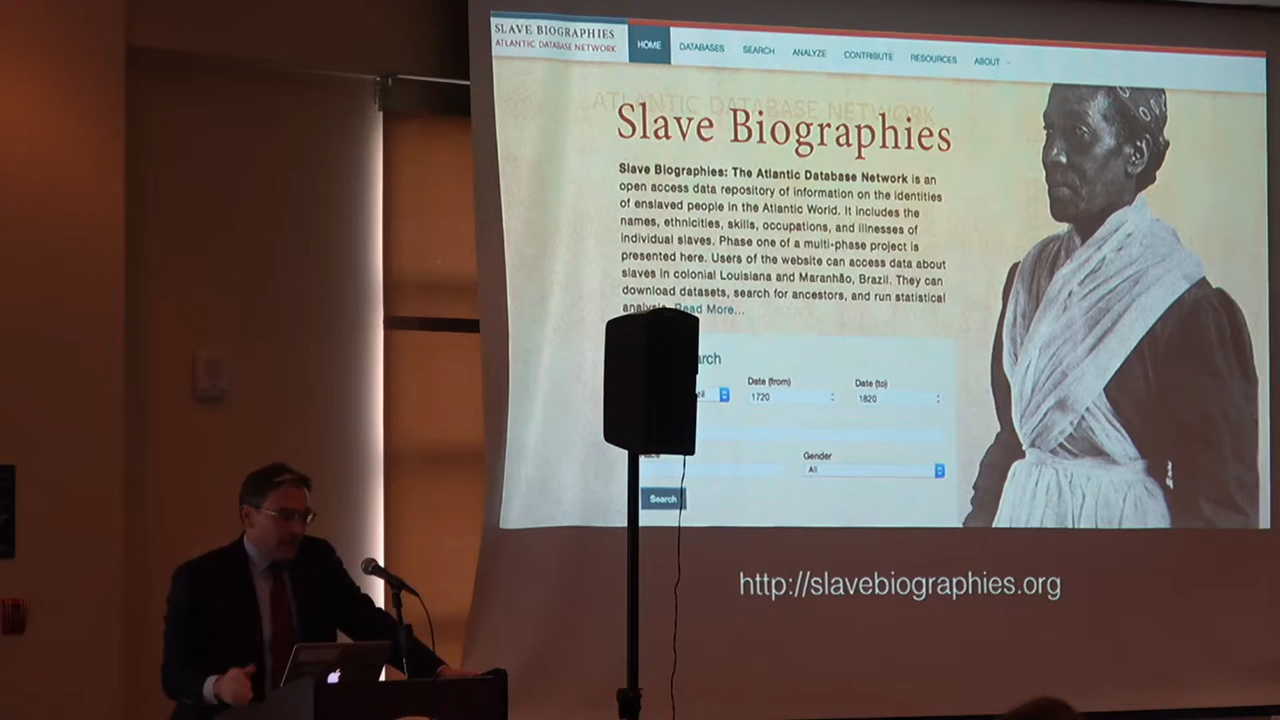 SLAVE BIOGRAPHIES
ATLANTIC DATABASE NETWORK
HOME DATABASES SEARCH ANALYZE CONTRIBUTE RESOURCES ABOUT
ATLANTIC DATABASE NETWORK
Slave Biographies
Slave Biographies: The Atlantic Database Network is an
open access data repository of information on the identities
of enslaved people in the Atlantic World. It includes the
names, ethnicities, skills, occupations, and illnesses of
individual slaves. Phase one of a multi-phase project is
presented here. Users of the website can access data about
slaves in colonial Louisiana and Maranhão, Brazil. They can
download datasets, search for ancestors, and run statistical
Read More...
Date (from) Date (to)
1720 1820
Gender
All
Search
http://slavebiographies.org